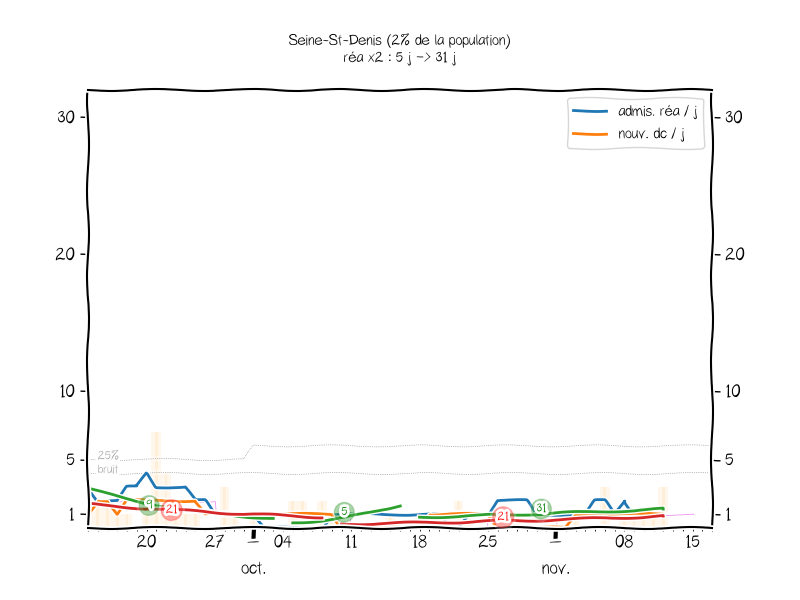 Seine-St-Denis (2% de la population)
réa x2 : 5 j -> 31 j
admis. réa / j
nouv. dc / j
30 30
20 20
10 10
25%
5 5
bruit
9 21 5 21 31
1 1
20 27 04 11 18 25 08 15
oct. nov.